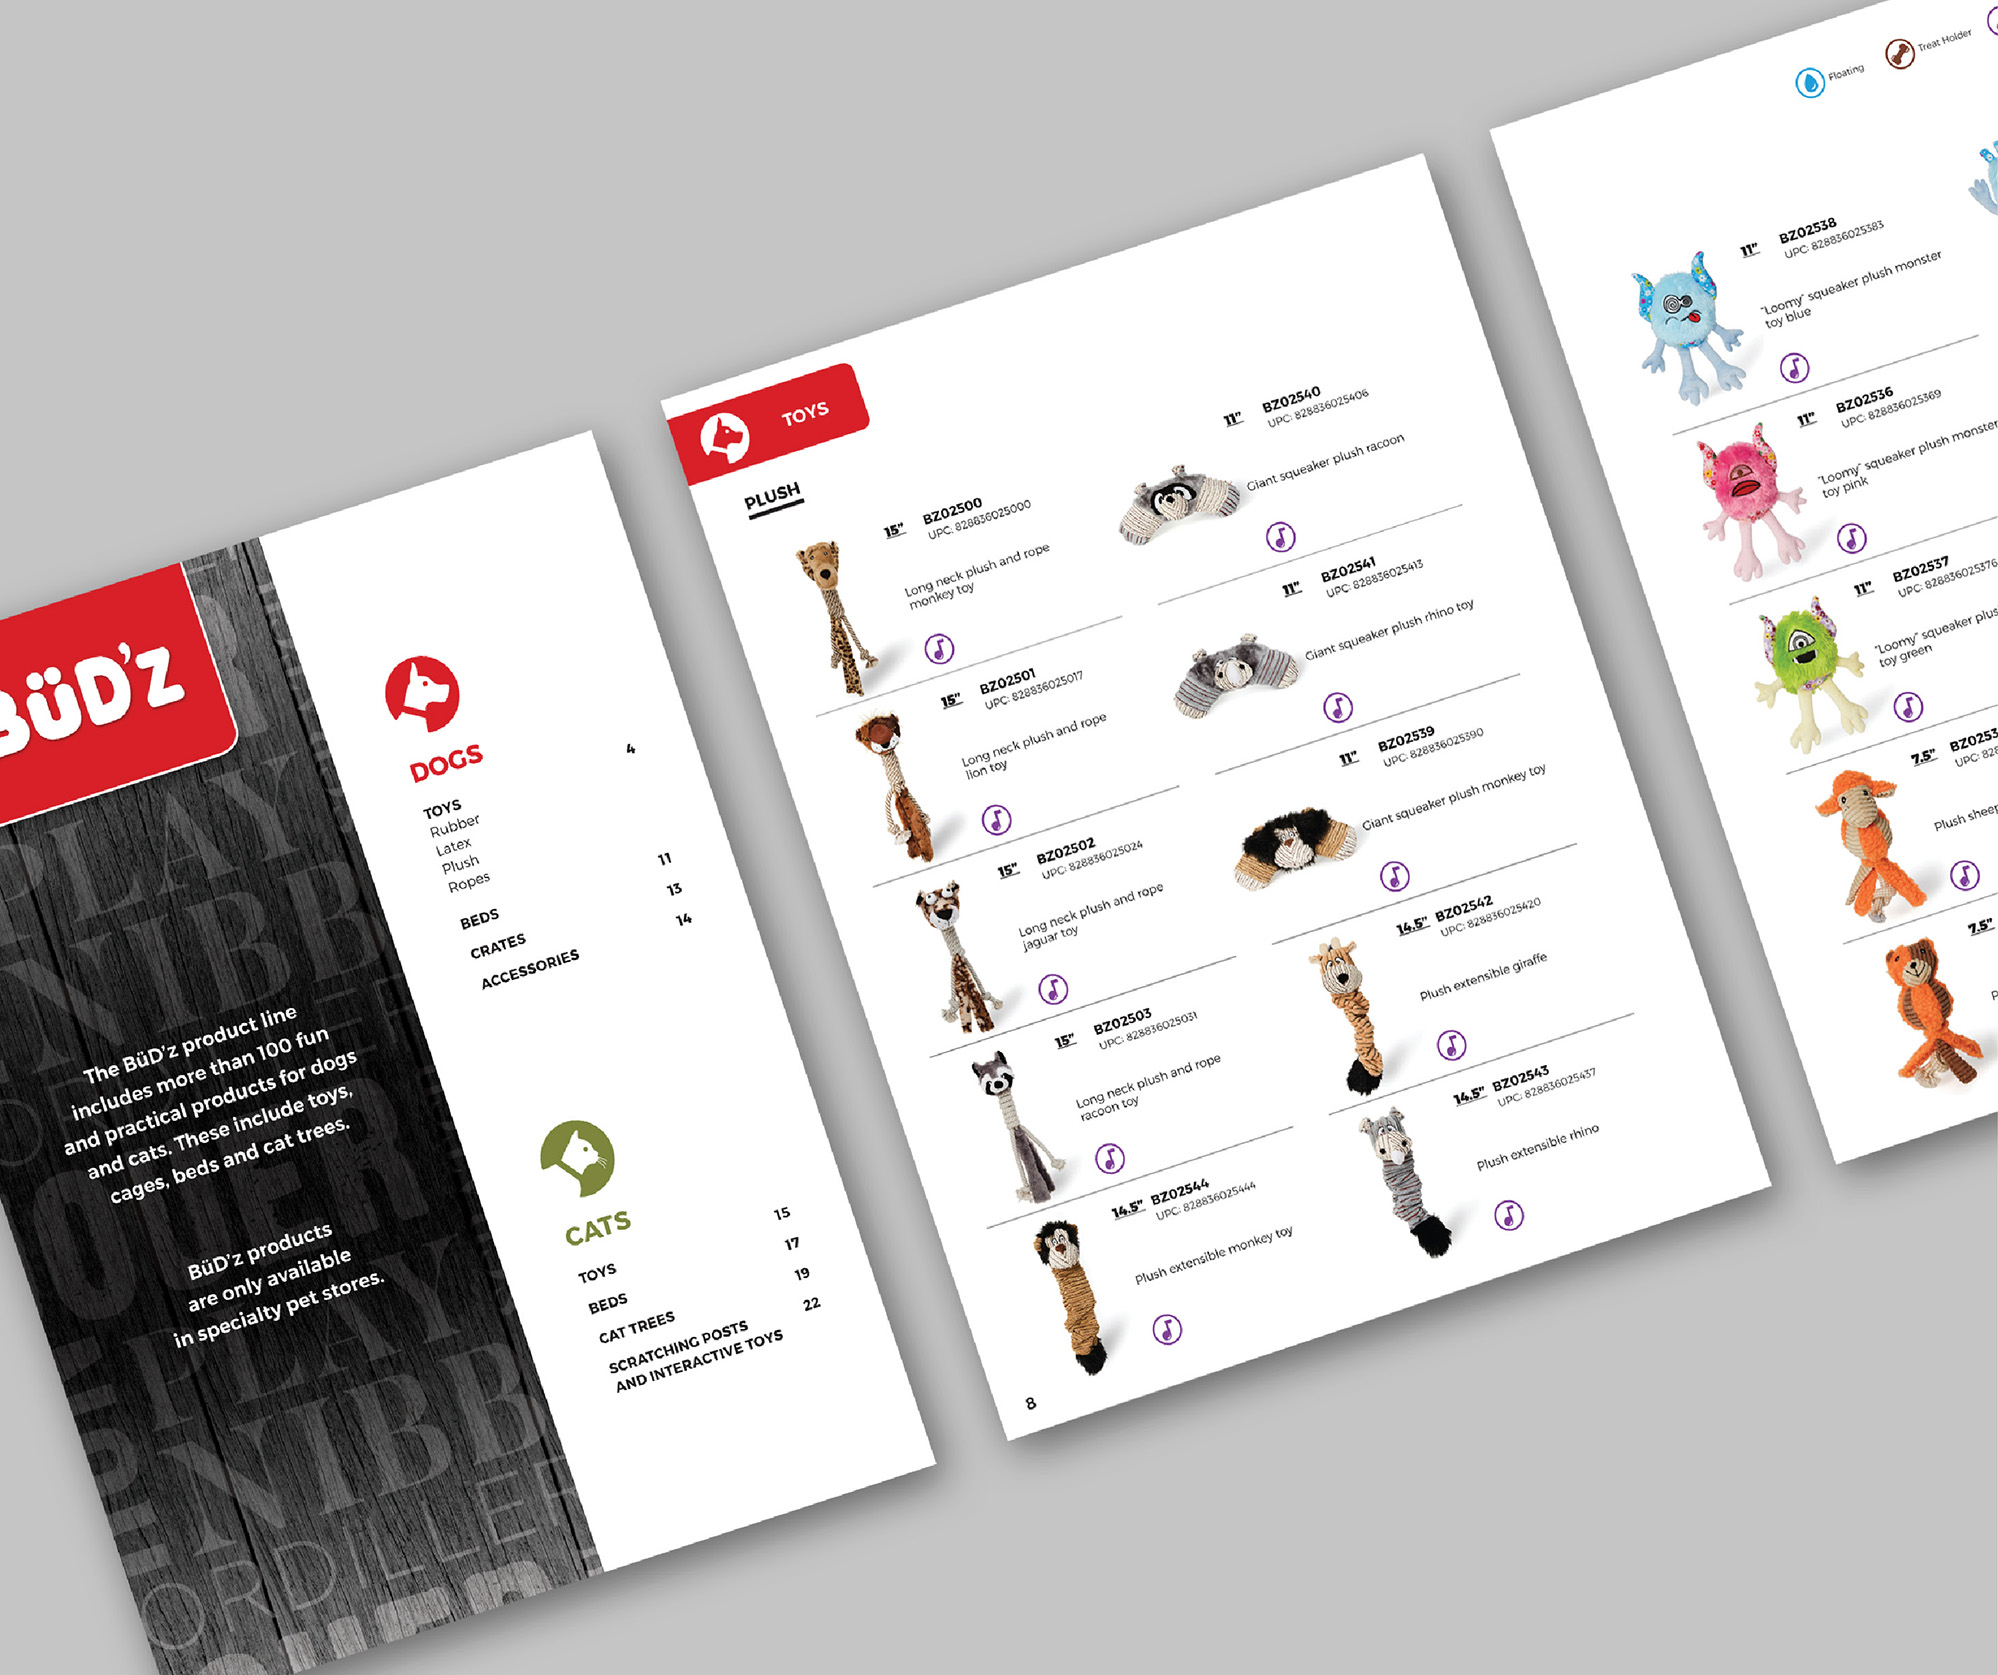 BüD'z
The BüD'z product line
includes more than 100 fun
and practical products for dogs
and cats. These include toys,
cages, beds and cat trees.
BüD'z products
are only available
in specialty pet stores.
DOGS
TOYS 4
Rubber
Latex
Plush
Ropes
BEDS 11
CRATES 13
ACCESSORIES 14
CATS
TOYS 15
BEDS 17
CAT TREES 19
SCRATCHING POSTS 22
AND INTERACTIVE TOYS
PLAY
NIBB
PLAY
NIBB
TOYS
PLUSH
15" BZ02500
UPC: 828836025000
Long neck plush and rope
monkey toy
15" BZ02501
UPC: 828836025017
Long neck plush and rope
lion toy
15" BZ02502
UPC: 828836025024
Long neck plush and rope
jaguar toy
15" BZ02503
UPC: 828836025031
Long neck plush and rope
racoon toy
14.5" BZ02544
UPC: 828836025444
Plush extensible monkey toy
11" BZ02540
UPC: 828836025406
Giant squeaker plush racoon
11" BZ02541
UPC: 828836025413
Giant squeaker plush rhino toy
11" BZ02539
UPC: 828836025390
Giant squeaker plush monkey toy
14.5" BZ02542
UPC: 828836025420
Plush extensible giraffe
14.5" BZ02543
UPC: 828836025437
Plush extensible rhino
8
Floating
Treat Holder
11" BZ02538
UPC: 828836025383
"Loomy" squeaker plush monster
toy blue
11" BZ02536
UPC: 828836025369
"Loomy" squeaker plush monster
toy pink
11" BZ02537
UPC: 828836025376
"Loomy" squeaker plus
toy green
7.5" BZ0253
UPC: 828
Plush sheep
7.5"